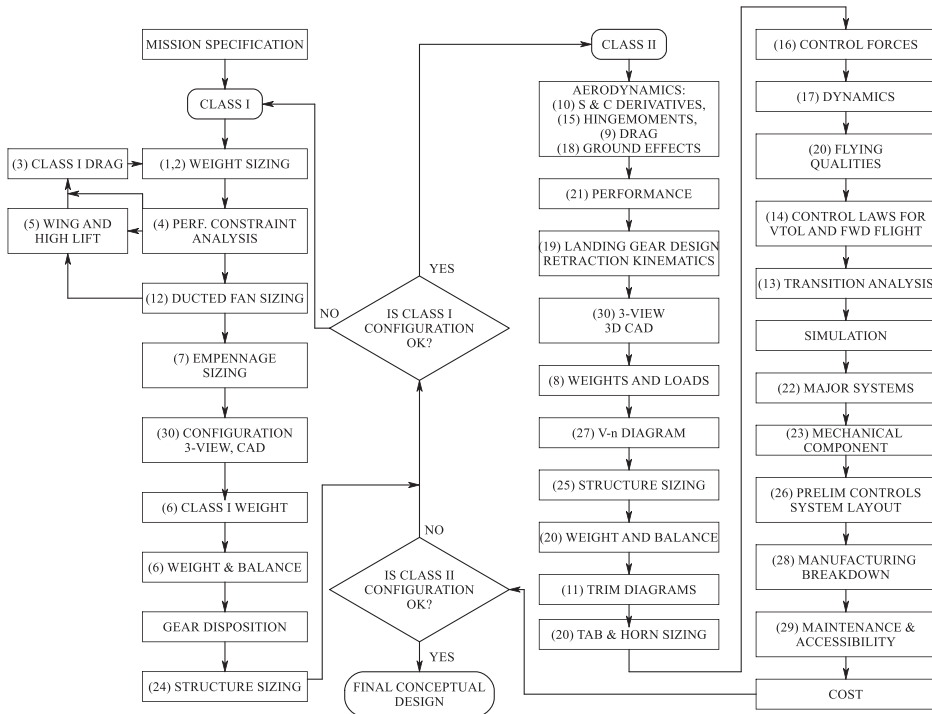 MISSION SPECIFICATION
CLASS I
(3) CLASS I DRAG
(1,2) WEIGHT SIZING
(5) WING AND
HIGH LIFT
(4) PERF. CONSTRAINT
ANALYSIS
(12) DUCTED FAN SIZING
(7) EMPENNAGE
SIZING
(30) CONFIGURATION
3-VIEW, CAD
(6) CLASS I WEIGHT
(6) WEIGHT & BALANCE
GEAR DISPOSITION
(24) STRUCTURE SIZING
YES
NO
IS CLASS I
CONFIGURATION
OK?
NO
IS CLASS II
CONFIGURATION
OK?
YES
FINAL CONCEPTUAL
DESIGN
CLASS II
AERODYNAMICS:
(10) S & C DERIVATIVES,
(15) HINGEMOMENTS,
(9) DRAG
(18) GROUND EFFECTS
(21) PERFORMANCE
(19) LANDING GEAR DESIGN
RETRACTION KINEMATICS
(30) 3-VIEW
3D CAD
(8) WEIGHTS AND LOADS
(27) V-n DIAGRAM
(25) STRUCTURE SIZING
(20) WEIGHT AND BALANCE
(11) TRIM DIAGRAMS
(20) TAB & HORN SIZING
(16) CONTROL FORCES
(17) DYNAMICS
(20) FLYING
QUALITIES
(14) CONTROL LAWS FOR
VTOL AND FWD FLIGHT
(13) TRANSITION ANALYSIS
SIMULATION
(22) MAJOR SYSTEMS
(23) MECHANICAL
COMPONENT
(26) PRELIM CONTROLS
SYSTEM LAYOUT
(28) MANUFACTURING
BREAKDOWN
(29) MAINTENANCE &
ACCESSIBILITY
COST